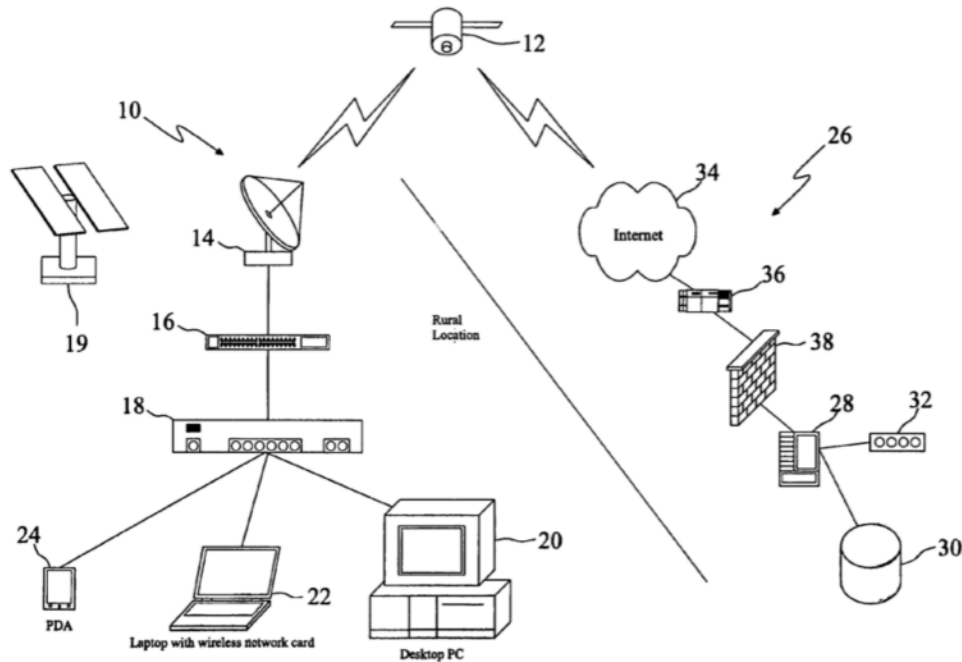 12
10
26
34
Internet
14
36
19
16
Rural
Location
38
18
28
32
24
20
22
30
PDA
Laptop with wireless network card
Desktop PC